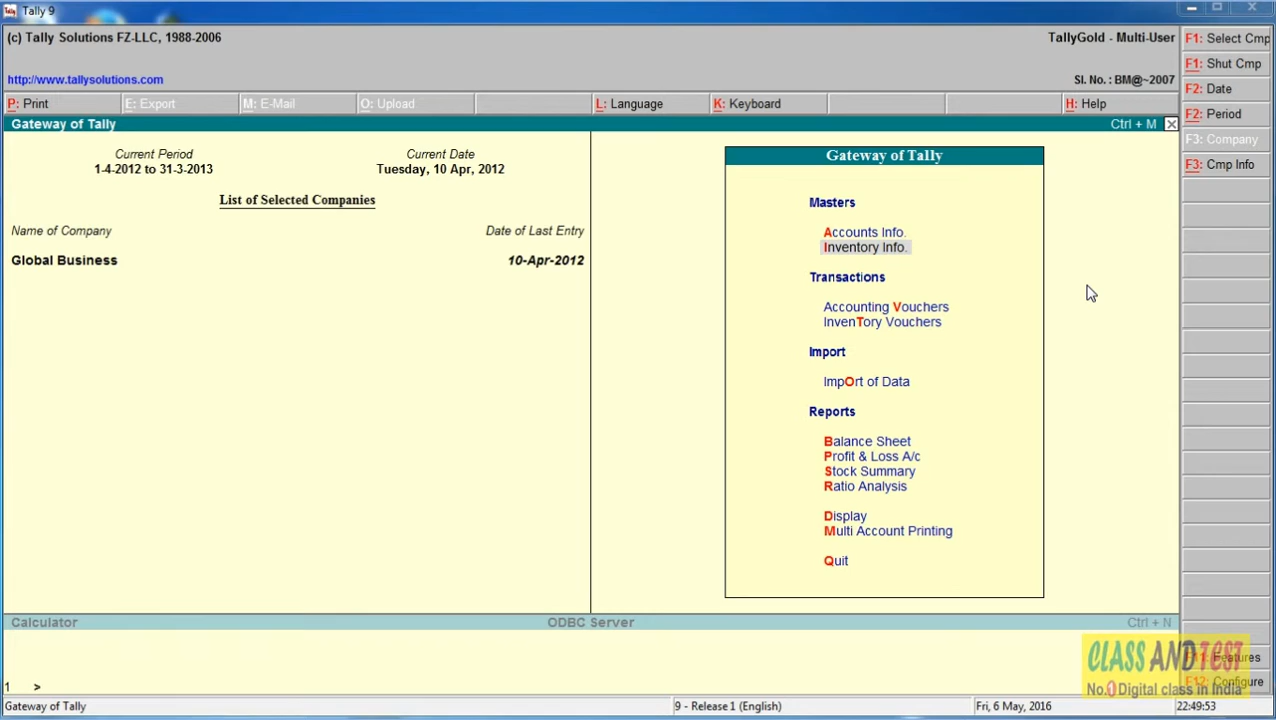 Tally Tally 9
(c) Tally Solutions FZ-LLC, 1988-2006
TallyGold - Multi-User
http://www.tallysolutions.com
Sl. No. : BM@~2007
P: Print
E: Export
M: E-Mail
O: Upload
L: Language
K: Keyboard
H: Help
Gateway of Tally
Ctrl + M
Current Period
Current Date
1-4-2012 to 31-3-2013
Tuesday, 10 Apr, 2012
List of Selected Companies
Name of Company
Date of Last Entry
Global Business
10-Apr-2012
Gateway of Tally
Masters
Accounts Info.
Inventory Info.
Transactions
Accounting Vouchers
InvenTory Vouchers
Import
ImpOrt of Data
Reports
Balance Sheet
Profit & Loss A/c
Stock Summary
Ratio Analysis
Display
Multi Account Printing
Quit
F1: Select Cmp
F1: Shut Cmp
F2: Date
F2: Period
F3: Company
F3: Cmp Info
F11: Features
F12: Configure
Calculator
ODBC Server
Ctrl + N
1 >
CLASS AND TEST
No.1 Digital class in India
Gateway of Tally
9 - Release 1 (English)
Fri, 6 May, 2016
22:49:53